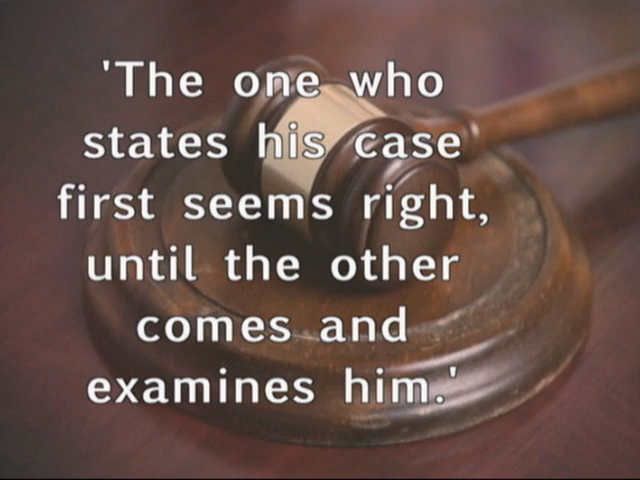 'The one who
states his case
first seems right,
until the other
comes and
examines him.'